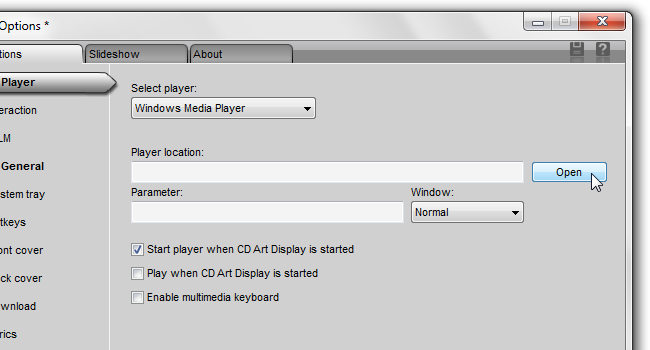 Options *
tions
Slideshow
About
Player
eraction
LM
General
stem tray
tkeys
ont cover
ck cover
wnload
rics
Select player:
Windows Media Player
Player location:
Open
Parameter:
Window:
Normal
Start player when CD Art Display is started
Play when CD Art Display is started
Enable multimedia keyboard